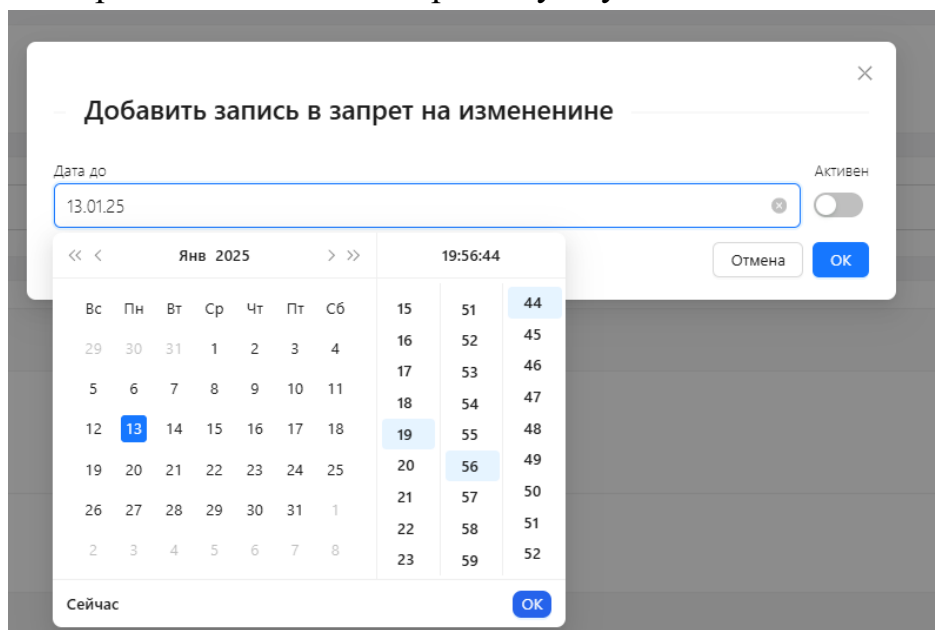 Добавить запись в запрет на измененине
Дата до
Активен
13.01.25
Отмена
ОК
Янв 2025
19:56:44
Вс Пн Вт Ср Чт Пт Сб
29 30 31 1 2 3 4
5 6 7 8 9 10 11
12 13 14 15 16 17 18
19 20 21 22 23 24 25
26 27 28 29 30 31 1
2 3 4 5 6 7 8
15 51 44
16 52 45
17 53 46
18 54 47
19 55 48
20 56 49
21 57 50
22 58 51
23 59 52
Сейчас
ОК